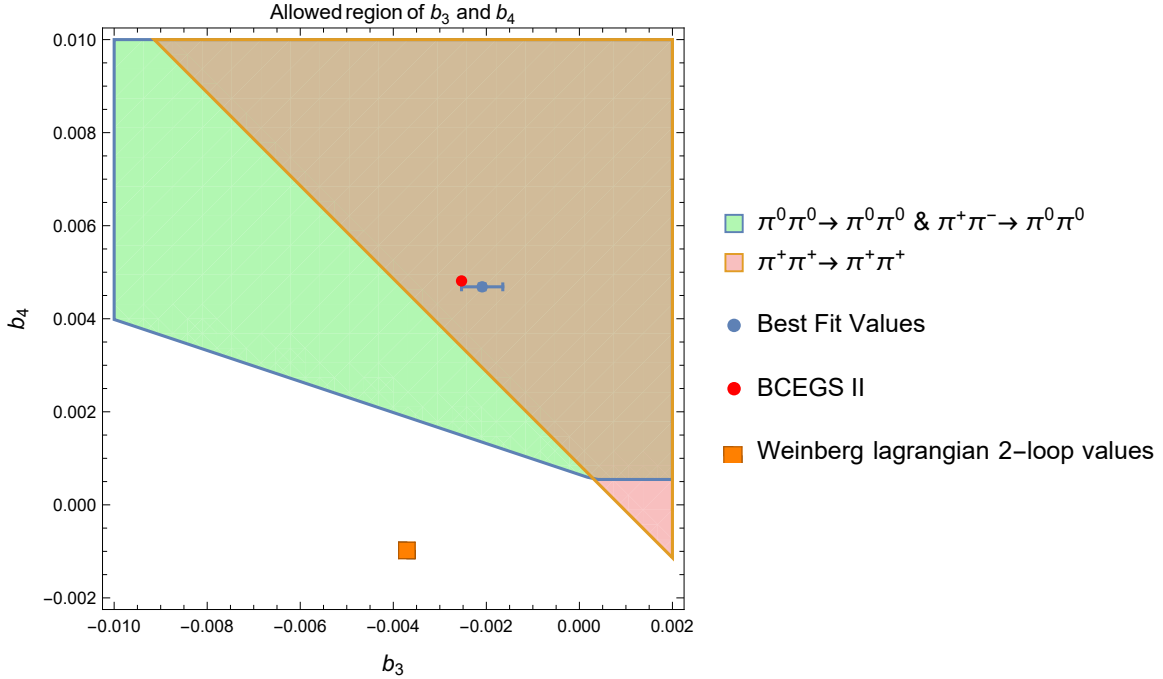 Allowed region of b₃ and b₄
0.010
0.008
0.006
0.004
0.002
0.000
−0.002
b₄
−0.010 −0.008 −0.006 −0.004 −0.002 0.000 0.002
b₃
π⁰π⁰→ π⁰π⁰ & π⁺π⁻→ π⁰π⁰
π⁺π⁺→ π⁺π⁺
Best Fit Values
BCEGS II
Weinberg lagrangian 2−loop values